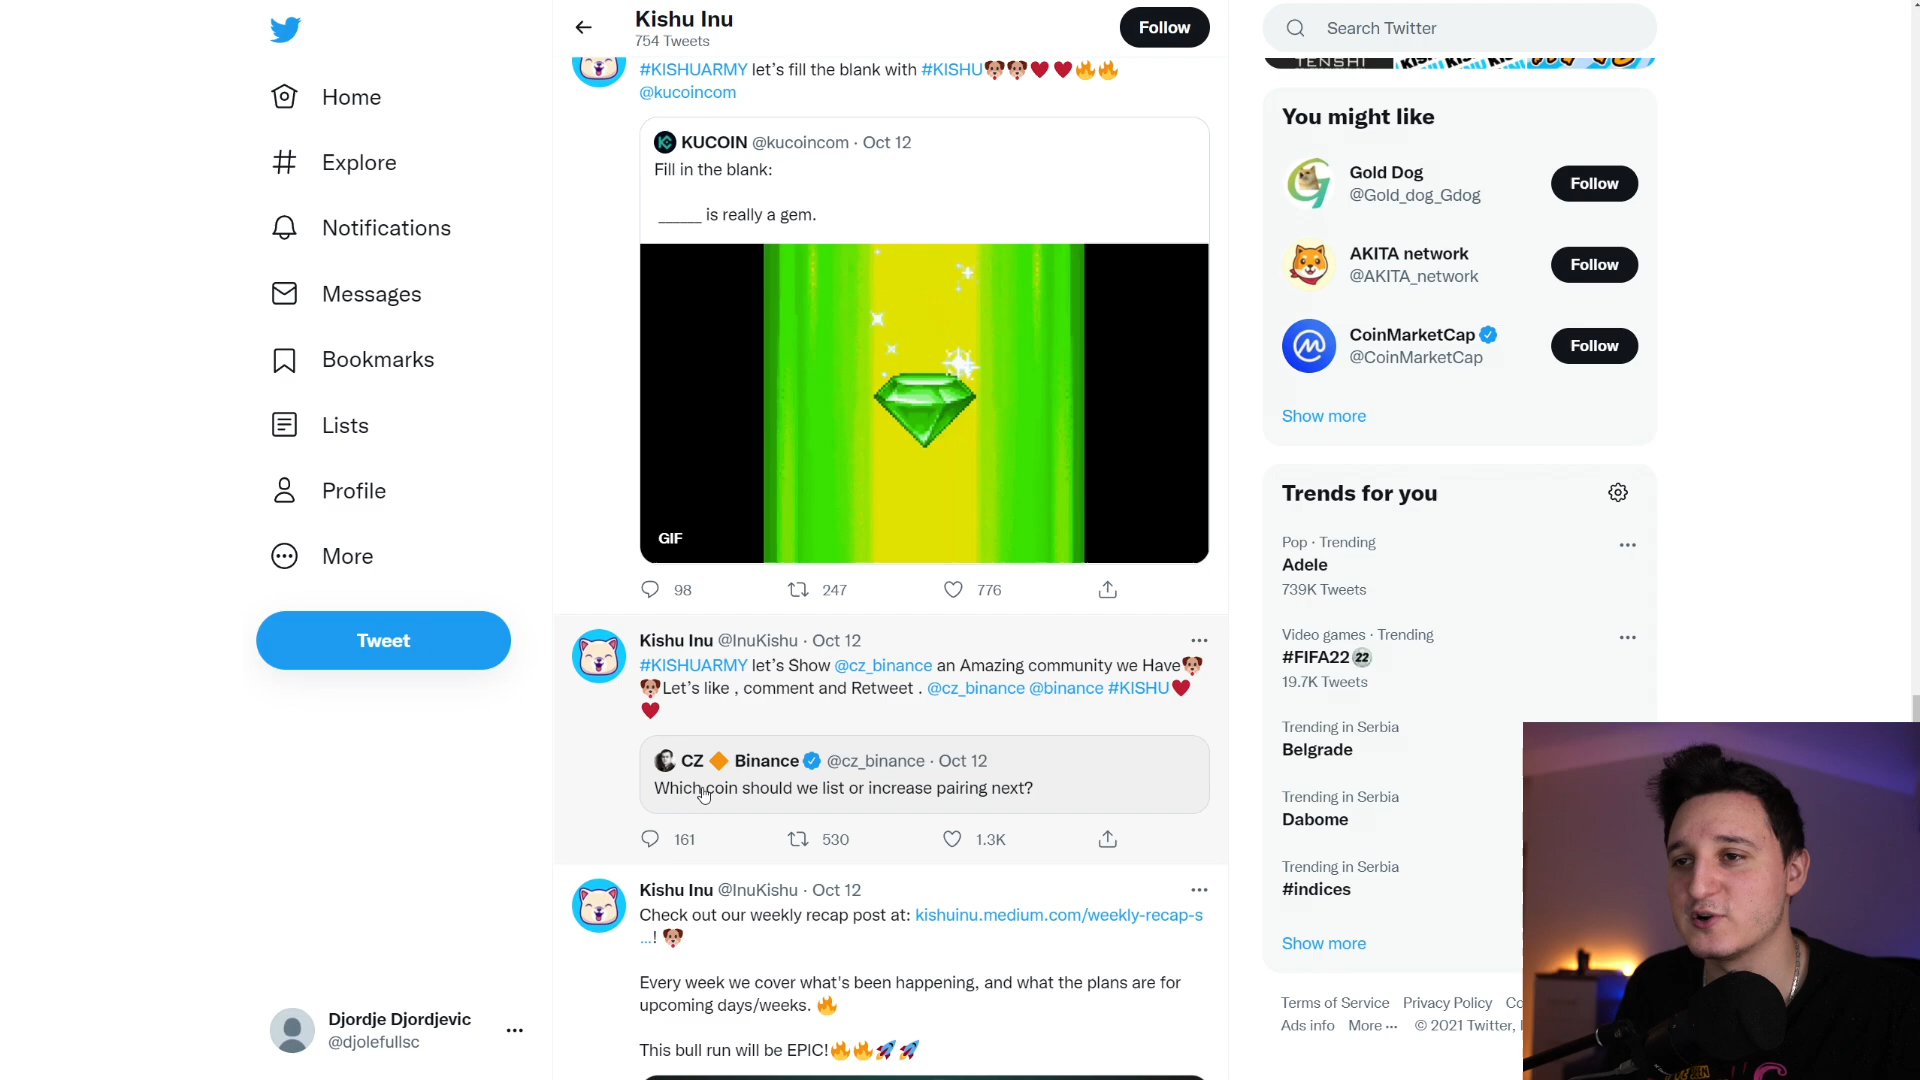 Kishu Inu
754 Tweets
Follow
Search Twitter
#KISHUARMY let's fill the blank with #KISHU
@kucoincom
KUCOIN @kucoincom · Oct 12
Fill in the blank:
______ is really a gem.
GIF
98 247 776
Kishu Inu @InuKishu · Oct 12
#KISHUARMY let's Show @cz_binance an Amazing community we Have
Let's like , comment and Retweet . @cz_binance @binance #KISHU
CZ Binance @cz_binance · Oct 12
Which coin should we list or increase pairing next?
161 530 1.3K
Kishu Inu @InuKishu · Oct 12
Check out our weekly recap post at: kishuinu.medium.com/weekly-recap-s
...!
Every week we cover what's been happening, and what the plans are for
upcoming days/weeks.
This bull run will be EPIC!
Home
Explore
Notifications
Messages
Bookmarks
Lists
Profile
More
Tweet
Djordje Djordjevic
@djolefullsc
TENSHI
You might like
Gold Dog
@Gold_dog_Gdog
Follow
AKITA network
@AKITA_network
Follow
CoinMarketCap
@CoinMarketCap
Follow
Show more
Trends for you
Pop · Trending
Adele
739K Tweets
Video games · Trending
#FIFA22 22
19.7K Tweets
Trending in Serbia
Belgrade
Trending in Serbia
Dabome
Trending in Serbia
#indices
Show more
Terms of Service Privacy Policy Co
Ads info More ··· © 2021 Twitter, I